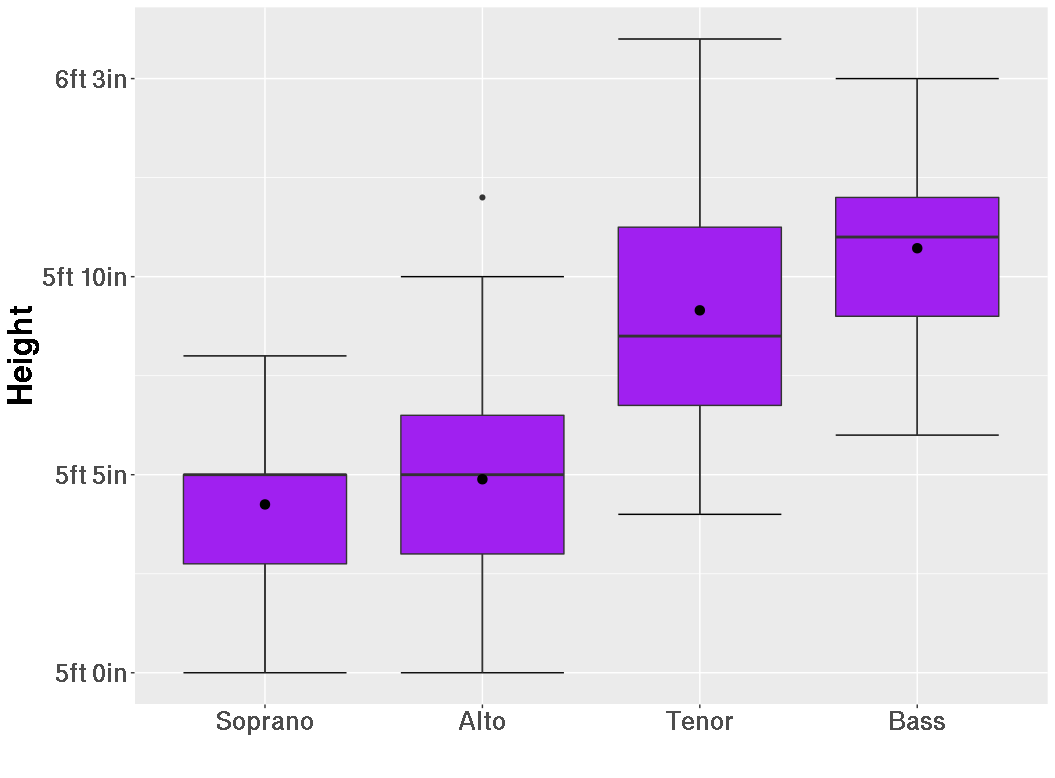 Height
6ft 3in
5ft 10in
5ft 5in
5ft 0in
Soprano
Alto
Tenor
Bass